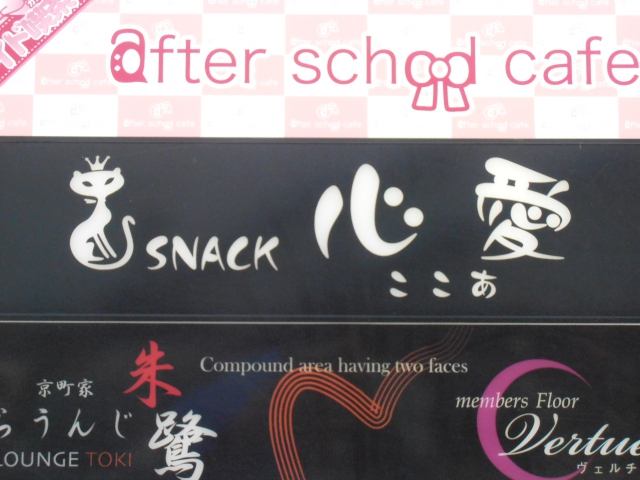 after school cafe
SNACK 心愛
ここあ
Compound area having two faces
京町家
らうんじ
朱鷺
LOUNGE TOKI
members Floor
Vertue
ヴェルチ